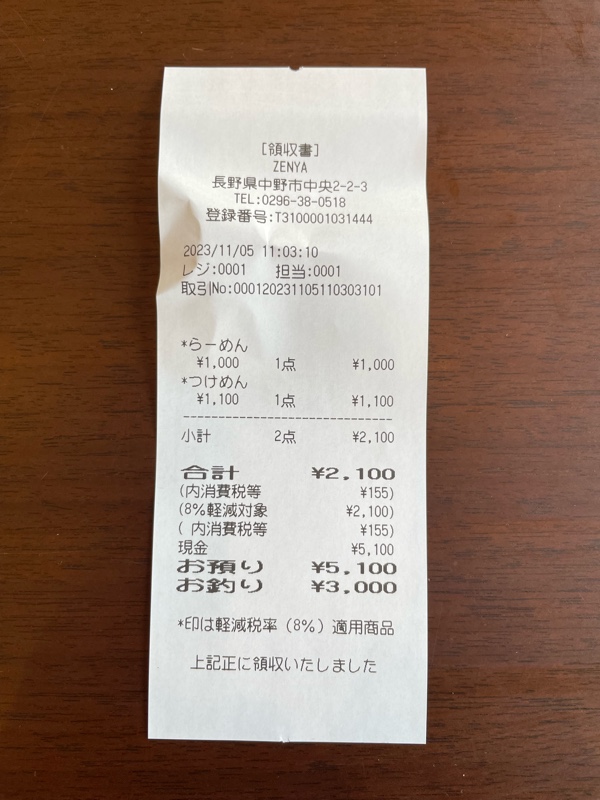 [領収書]
ZENYA
長野県中野市中央2-2-3
TEL:0296-38-0518
登録番号:T3100001031444
2023/11/05 11:03:10
レジ:0001 担当:0001
取引No:000120231105110303101
*らーめん
¥1,000 1点 ¥1,000
*つけめん
¥1,100 1点 ¥1,100
--------------------------------
小計 2点 ¥2,100
合計 ¥2,100
(内消費税等 ¥155)
(8%軽減対象 ¥2,100)
( 内消費税等 ¥155)
現金 ¥5,100
お預り ¥5,100
お釣り ¥3,000
*印は軽減税率(8%)適用商品
上記正に領収いたしました